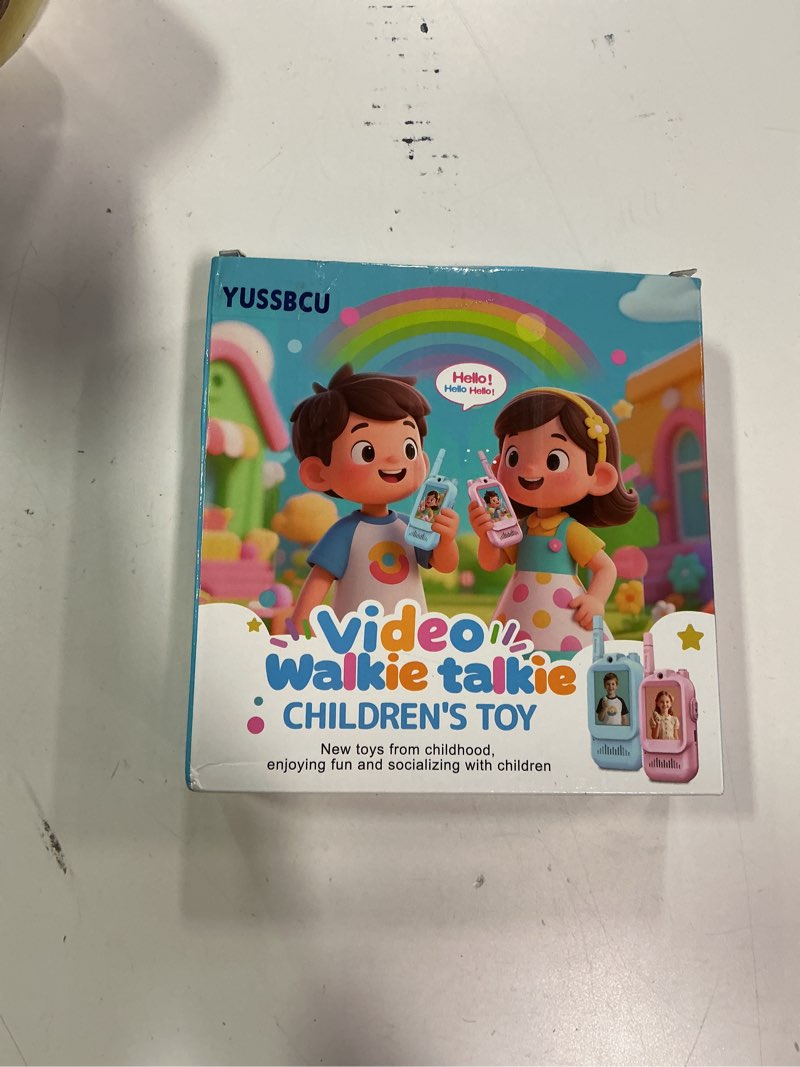 YUSSBCU
Hello!
Hello Hello!
Video
Walkie talkie
CHILDREN'S TOY
New toys from childhood,
enjoying fun and socializing with children